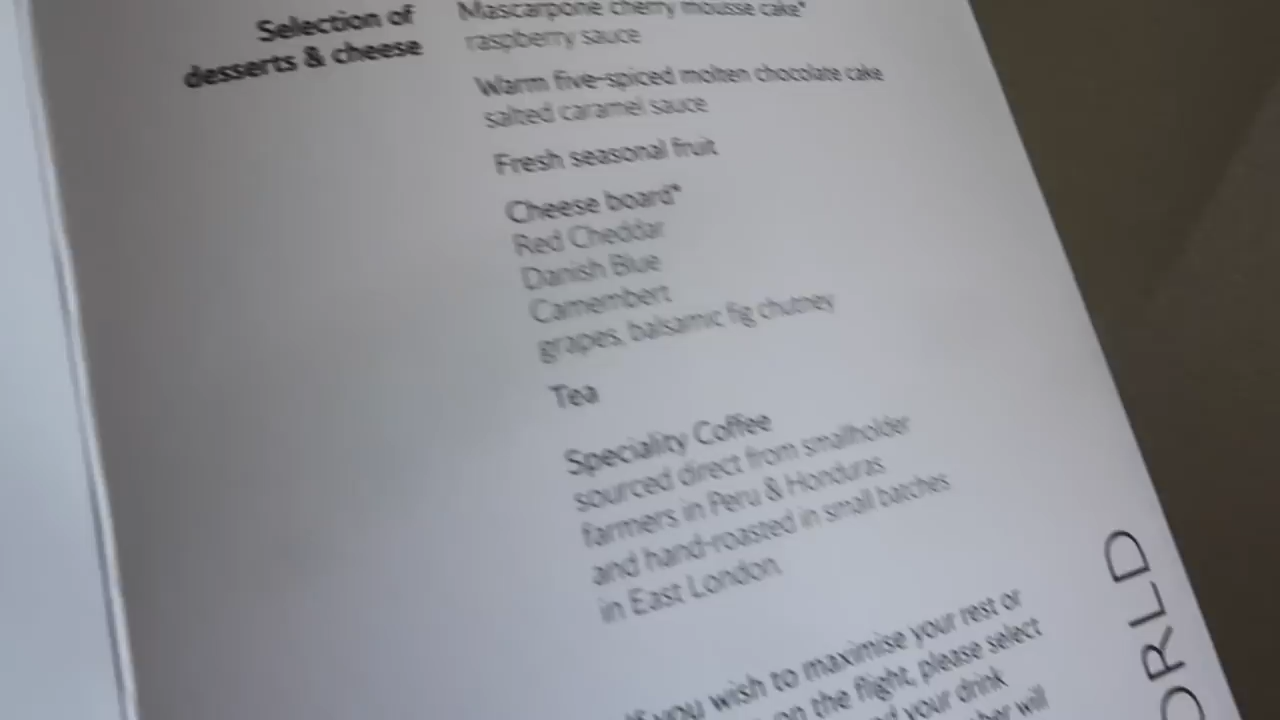 Selection of
desserts & cheese
Mascarpone cherry mousse cake*
raspberry sauce
Warm five-spiced molten chocolate cake
salted caramel sauce
Fresh seasonal fruit
Cheese board*
Red Cheddar
Danish Blue
Camembert
grapes, balsamic fig chutney
Tea
Speciality Coffee
sourced direct from smallholder
farmers in Peru & Honduras
and hand-roasted in small batches
in East London
If you wish to maximise your rest or
on the flight, please select
your drink
will
ORLD